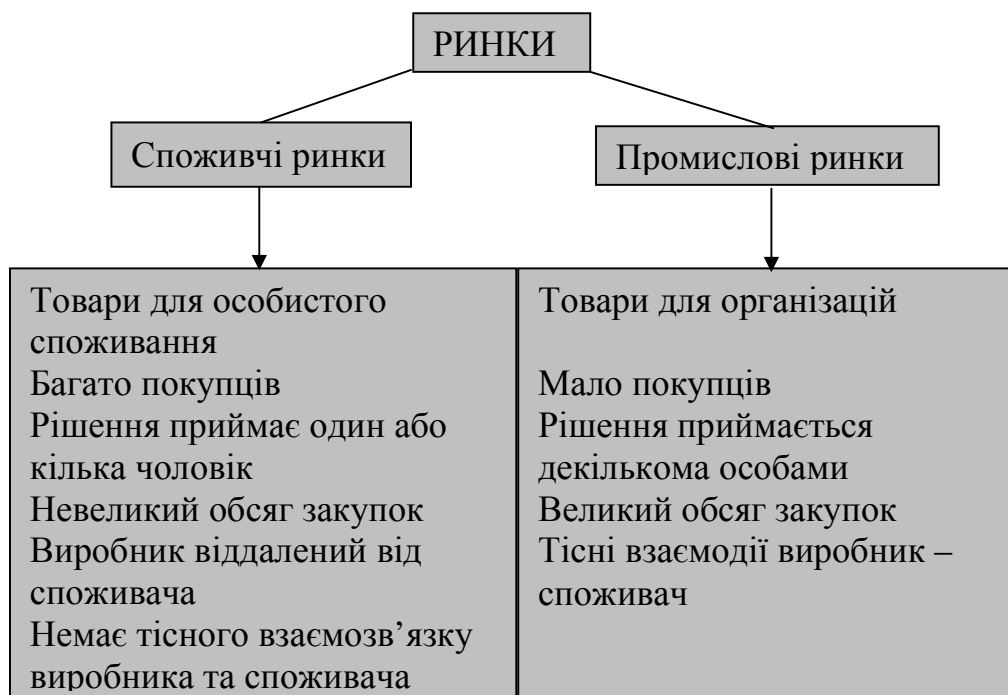 РИНКИ
Споживчі ринки
Промислові ринки
Товари для особистого
споживання
Багато покупців
Рішення приймає один або
кілька чоловік
Невеликий обсяг закупок
Виробник віддалений від
споживача
Немає тісного взаємозв’язку
виробника та споживача
Товари для організацій
Мало покупців
Рішення приймається
декількома особами
Великий обсяг закупок
Тісні взаємодії виробник –
споживач